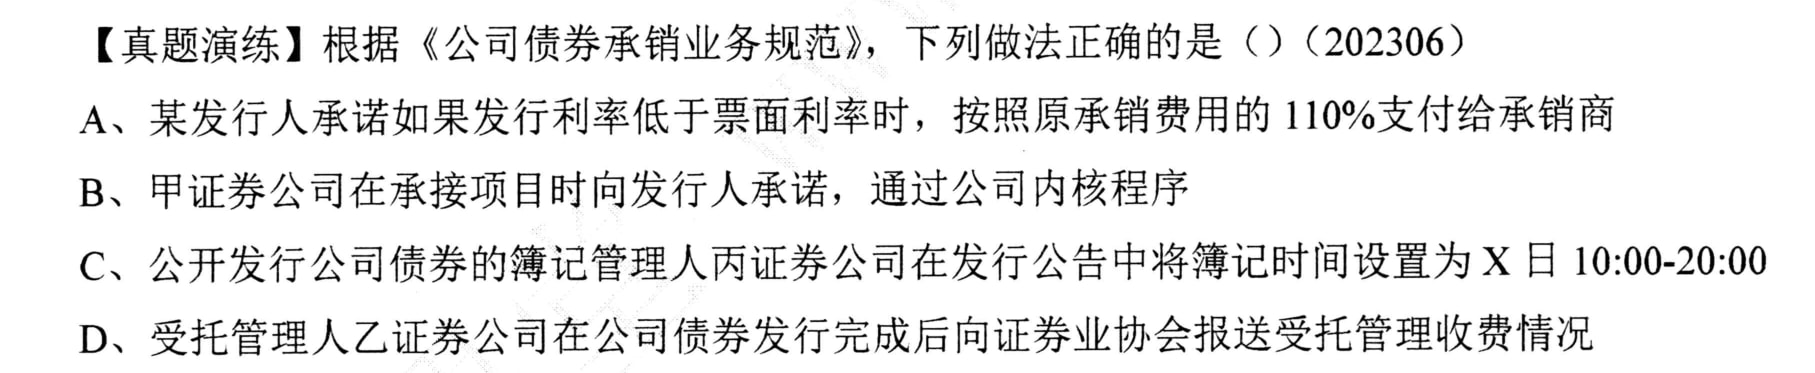 【真题演练】根据《公司债券承销业务规范》，下列做法正确的是（）（202306）
A、某发行人承诺如果发行利率低于票面利率时，按照原承销费用的 110%支付给承销商
B、甲证券公司在承接项目时向发行人承诺，通过公司内核程序
C、公开发行公司债券的簿记管理人丙证券公司在发行公告中将簿记时间设置为 X 日 10:00-20:00
D、受托管理人乙证券公司在公司债券发行完成后向证券业协会报送受托管理收费情况